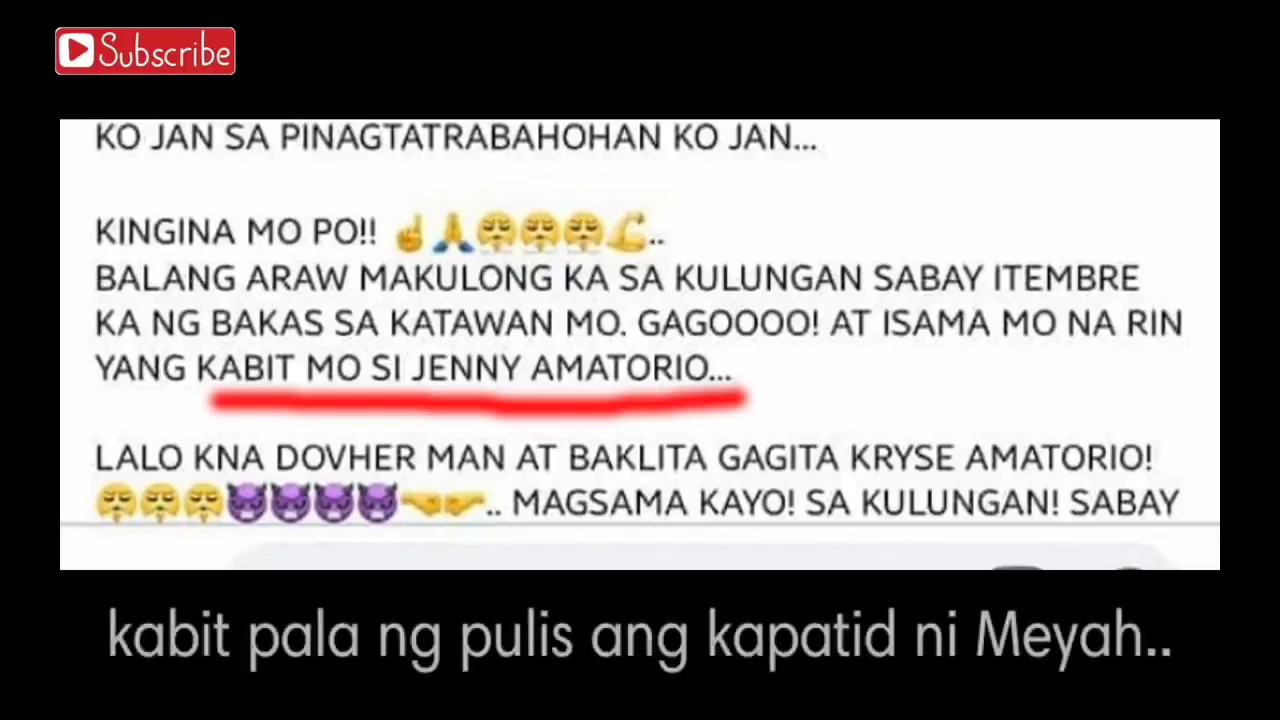 Subscribe
KO JAN SA PINAGTATRABAHOHAN KO JAN...
KINGINA MO PO!! ☝️🙏😤😤😤💪..
BALANG ARAW MAKULONG KA SA KULUNGAN SABAY ITEMBRE
KA NG BAKAS SA KATAWAN MO. GAGOOOO! AT ISAMA MO NA RIN
YANG KABIT MO SI JENNY AMATORIO...
LALO KNA DOVHER MAN AT BAKLITA GAGITA KRYSE AMATORIO!
😤😤😤😈😈😈😈🤜🤛.. MAGSAMA KAYO! SA KULUNGAN! SABAY
kabit pala ng pulis ang kapatid ni Meyah..